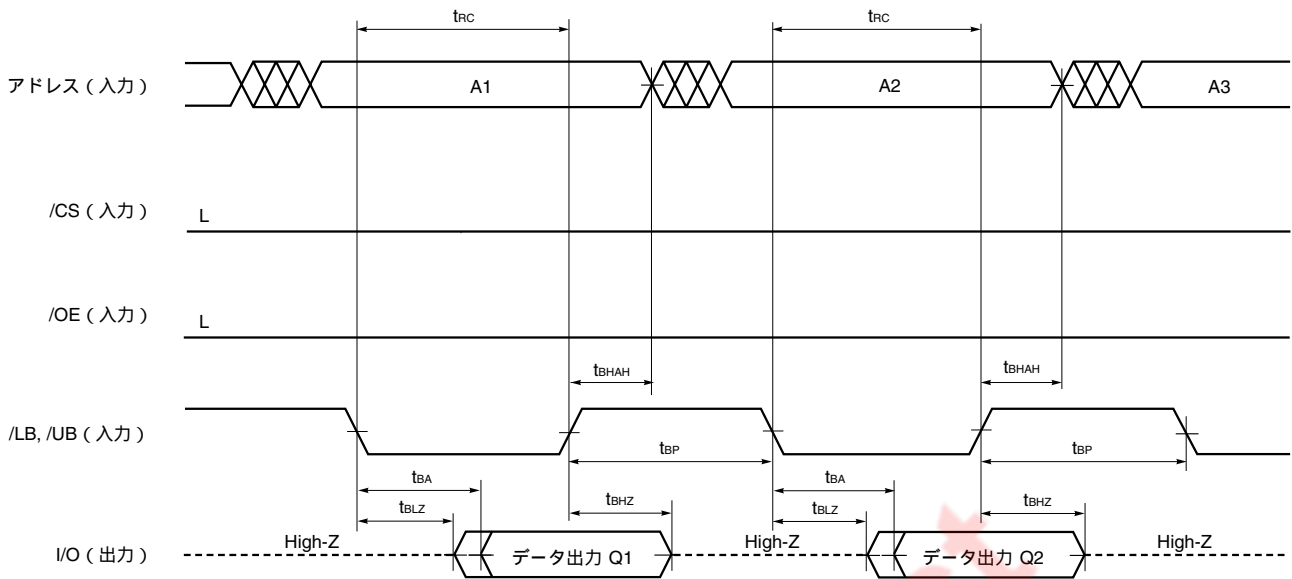 tRC tRC
アドレス（入力） A1 A2 A3
/CS（入力） L
/OE（入力） L
tBHAH tBHAH
/LB, /UB（入力）
tBP tBP
tBA tBA
tBLZ tBHZ tBLZ tBHZ
I/O（出力） High-Z データ出力 Q1 High-Z データ出力 Q2 High-Z